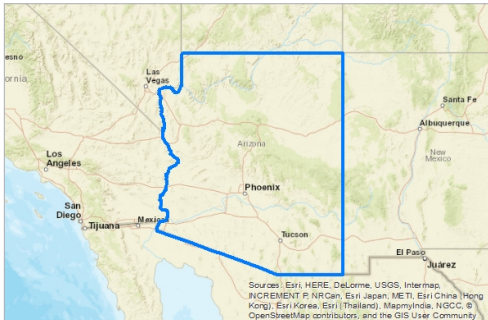 Las
Vegas
esno
ornia
Santa Fe
Albuquerque
New
Mexico
Arizona
Los
Angeles
Phoenix
San
Diego
Tijuana
Mexic
Tucson
El Paso
Juárez
Sources: Esri, HERE, DeLorme, USGS, Intermap,
INCREMENT P, NRCan, Esri Japan, METI, Esri China (Hong
Kong), Esri Korea, Esri (Thailand), MapmyIndia, NGCC, ©
OpenStreetMap contributors, and the GIS User Community